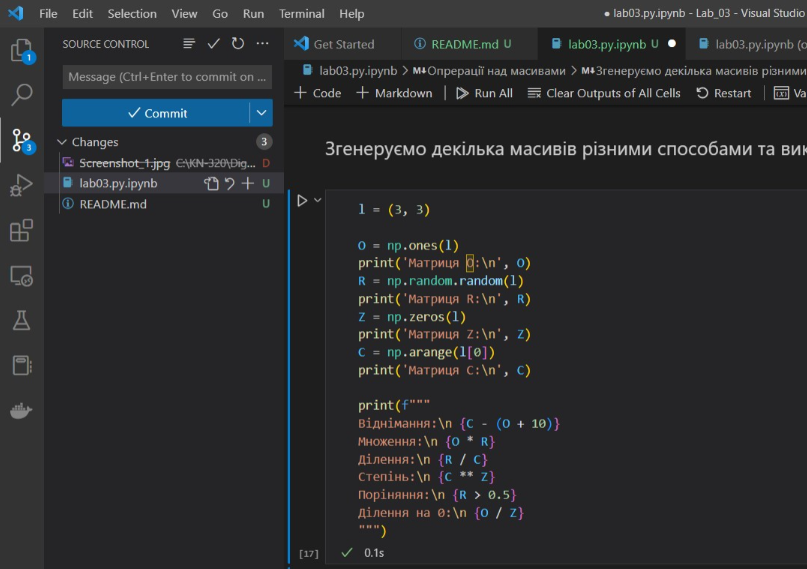 File Edit Selection View Go Run Terminal Help
● lab03.py.ipynb - Lab_03 - Visual Studio
SOURCE CONTROL
Get Started
README.md U
lab03.py.ipynb U
lab03.py.ipynb (o
lab03.py.ipynb > M↓Опрерації над масивами > M↓Згенеруємо декілька масивів різними
Message (Ctrl+Enter to commit on ...
+ Code + Markdown Run All Clear Outputs of All Cells Restart Va
Commit
Changes 3
Screenshot_1.jpg C:\KN-320\Dig... D
lab03.py.ipynb U
README.md U
1
3
Згенеруємо декілька масивів різними способами та вик
l = (3, 3)
O = np.ones(l)
print('Матриця O:\n', O)
R = np.random.random(l)
print('Матриця R:\n', R)
Z = np.zeros(l)
print('Матриця Z:\n', Z)
C = np.arange(l[0])
print('Матриця C:\n', C)
print(f"""
Віднімання:\n {C - (O + 10)}
Множення:\n {O * R}
Ділення:\n {R / C}
Степінь:\n {C ** Z}
Поріняння:\n {R > 0.5}
Ділення на 0:\n {O / Z}
""")
[17] 0.1s